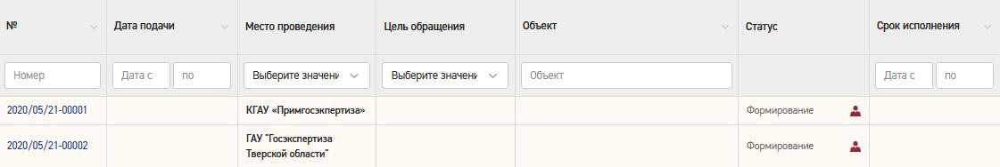 № Дата подачи Место проведения Цель обращения Объект Статус Срок исполнения
Номер Дата с по Выберите значени Выберите значени Объект Дата с по
2020/05/21-00001 КГАУ «Примгосэкпертиза» Формирование
2020/05/21-00002 ГАУ "Госэкспертиза Формирование
Тверской области"